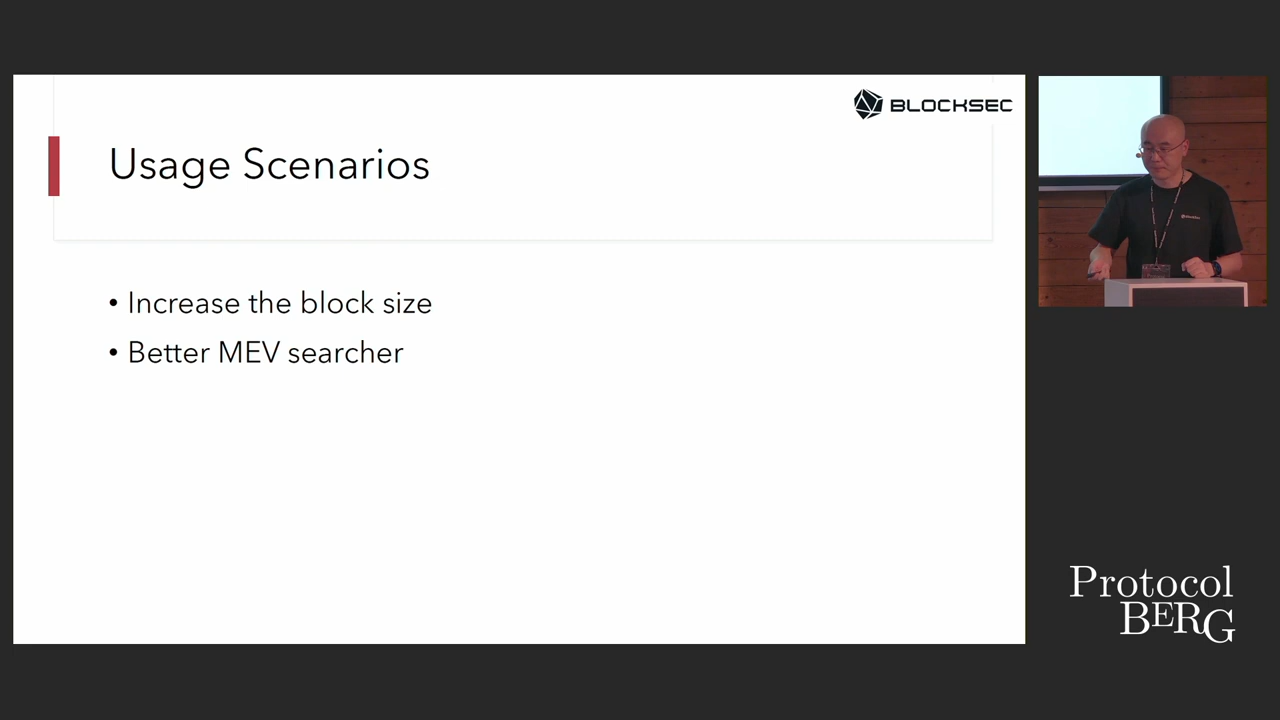 BLOCKSEC
Usage Scenarios
• Increase the block size
• Better MEV searcher
Protocol
BERG